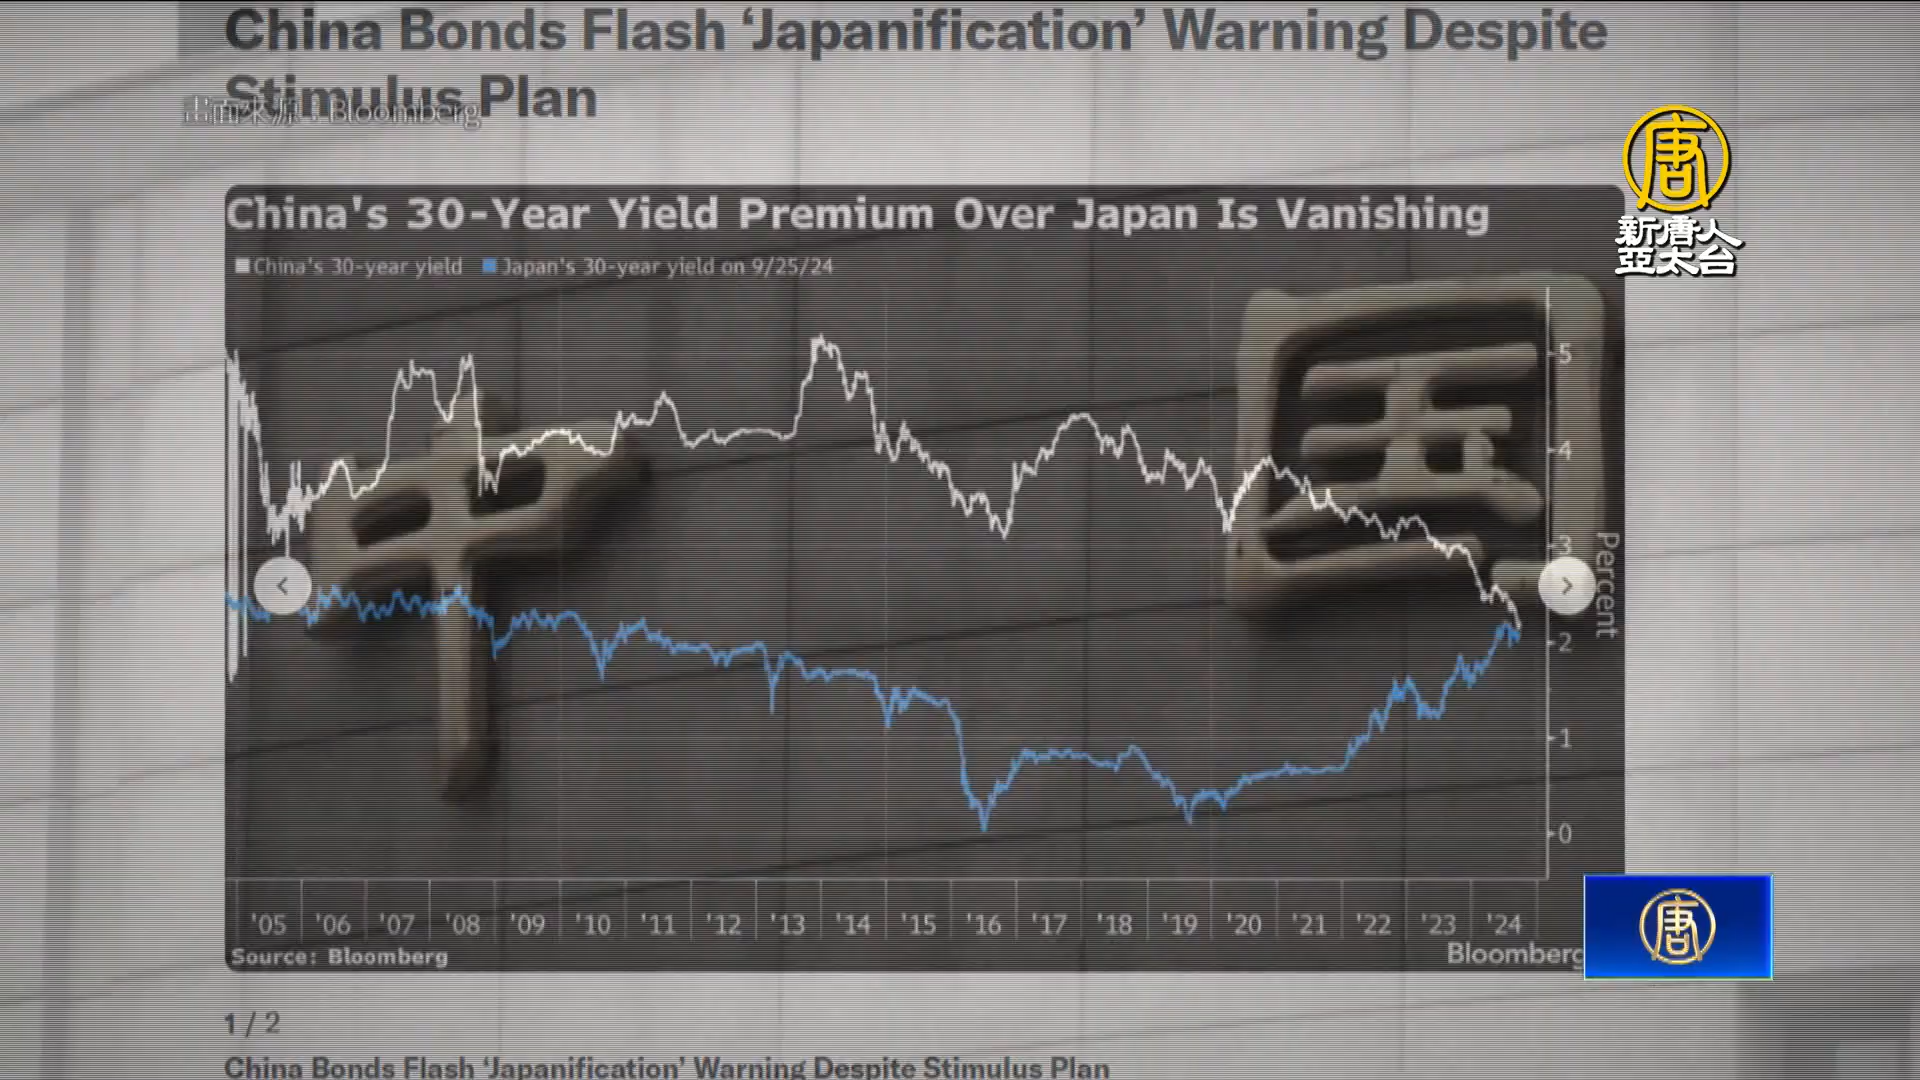 China Bonds Flash ‘Japanification’ Warning Despite
Stimulus Plan
畫面來源：Bloomberg
唐
新唐人
亞太台
China's 30-Year Yield Premium Over Japan Is Vanishing
China's 30-year yield Japan's 30-year yield on 9/25/24
中国
5
4
3
2
1
0
Percent
'05 '06 '07 '08 '09 '10 '11 '12 '13 '14 '15 '16 '17 '18 '19 '20 '21 '22 '23 '24
Source: Bloomberg
Bloomberg
唐
1 / 2
China Bonds Flash ‘Japanification’ Warning Despite Stimulus Plan